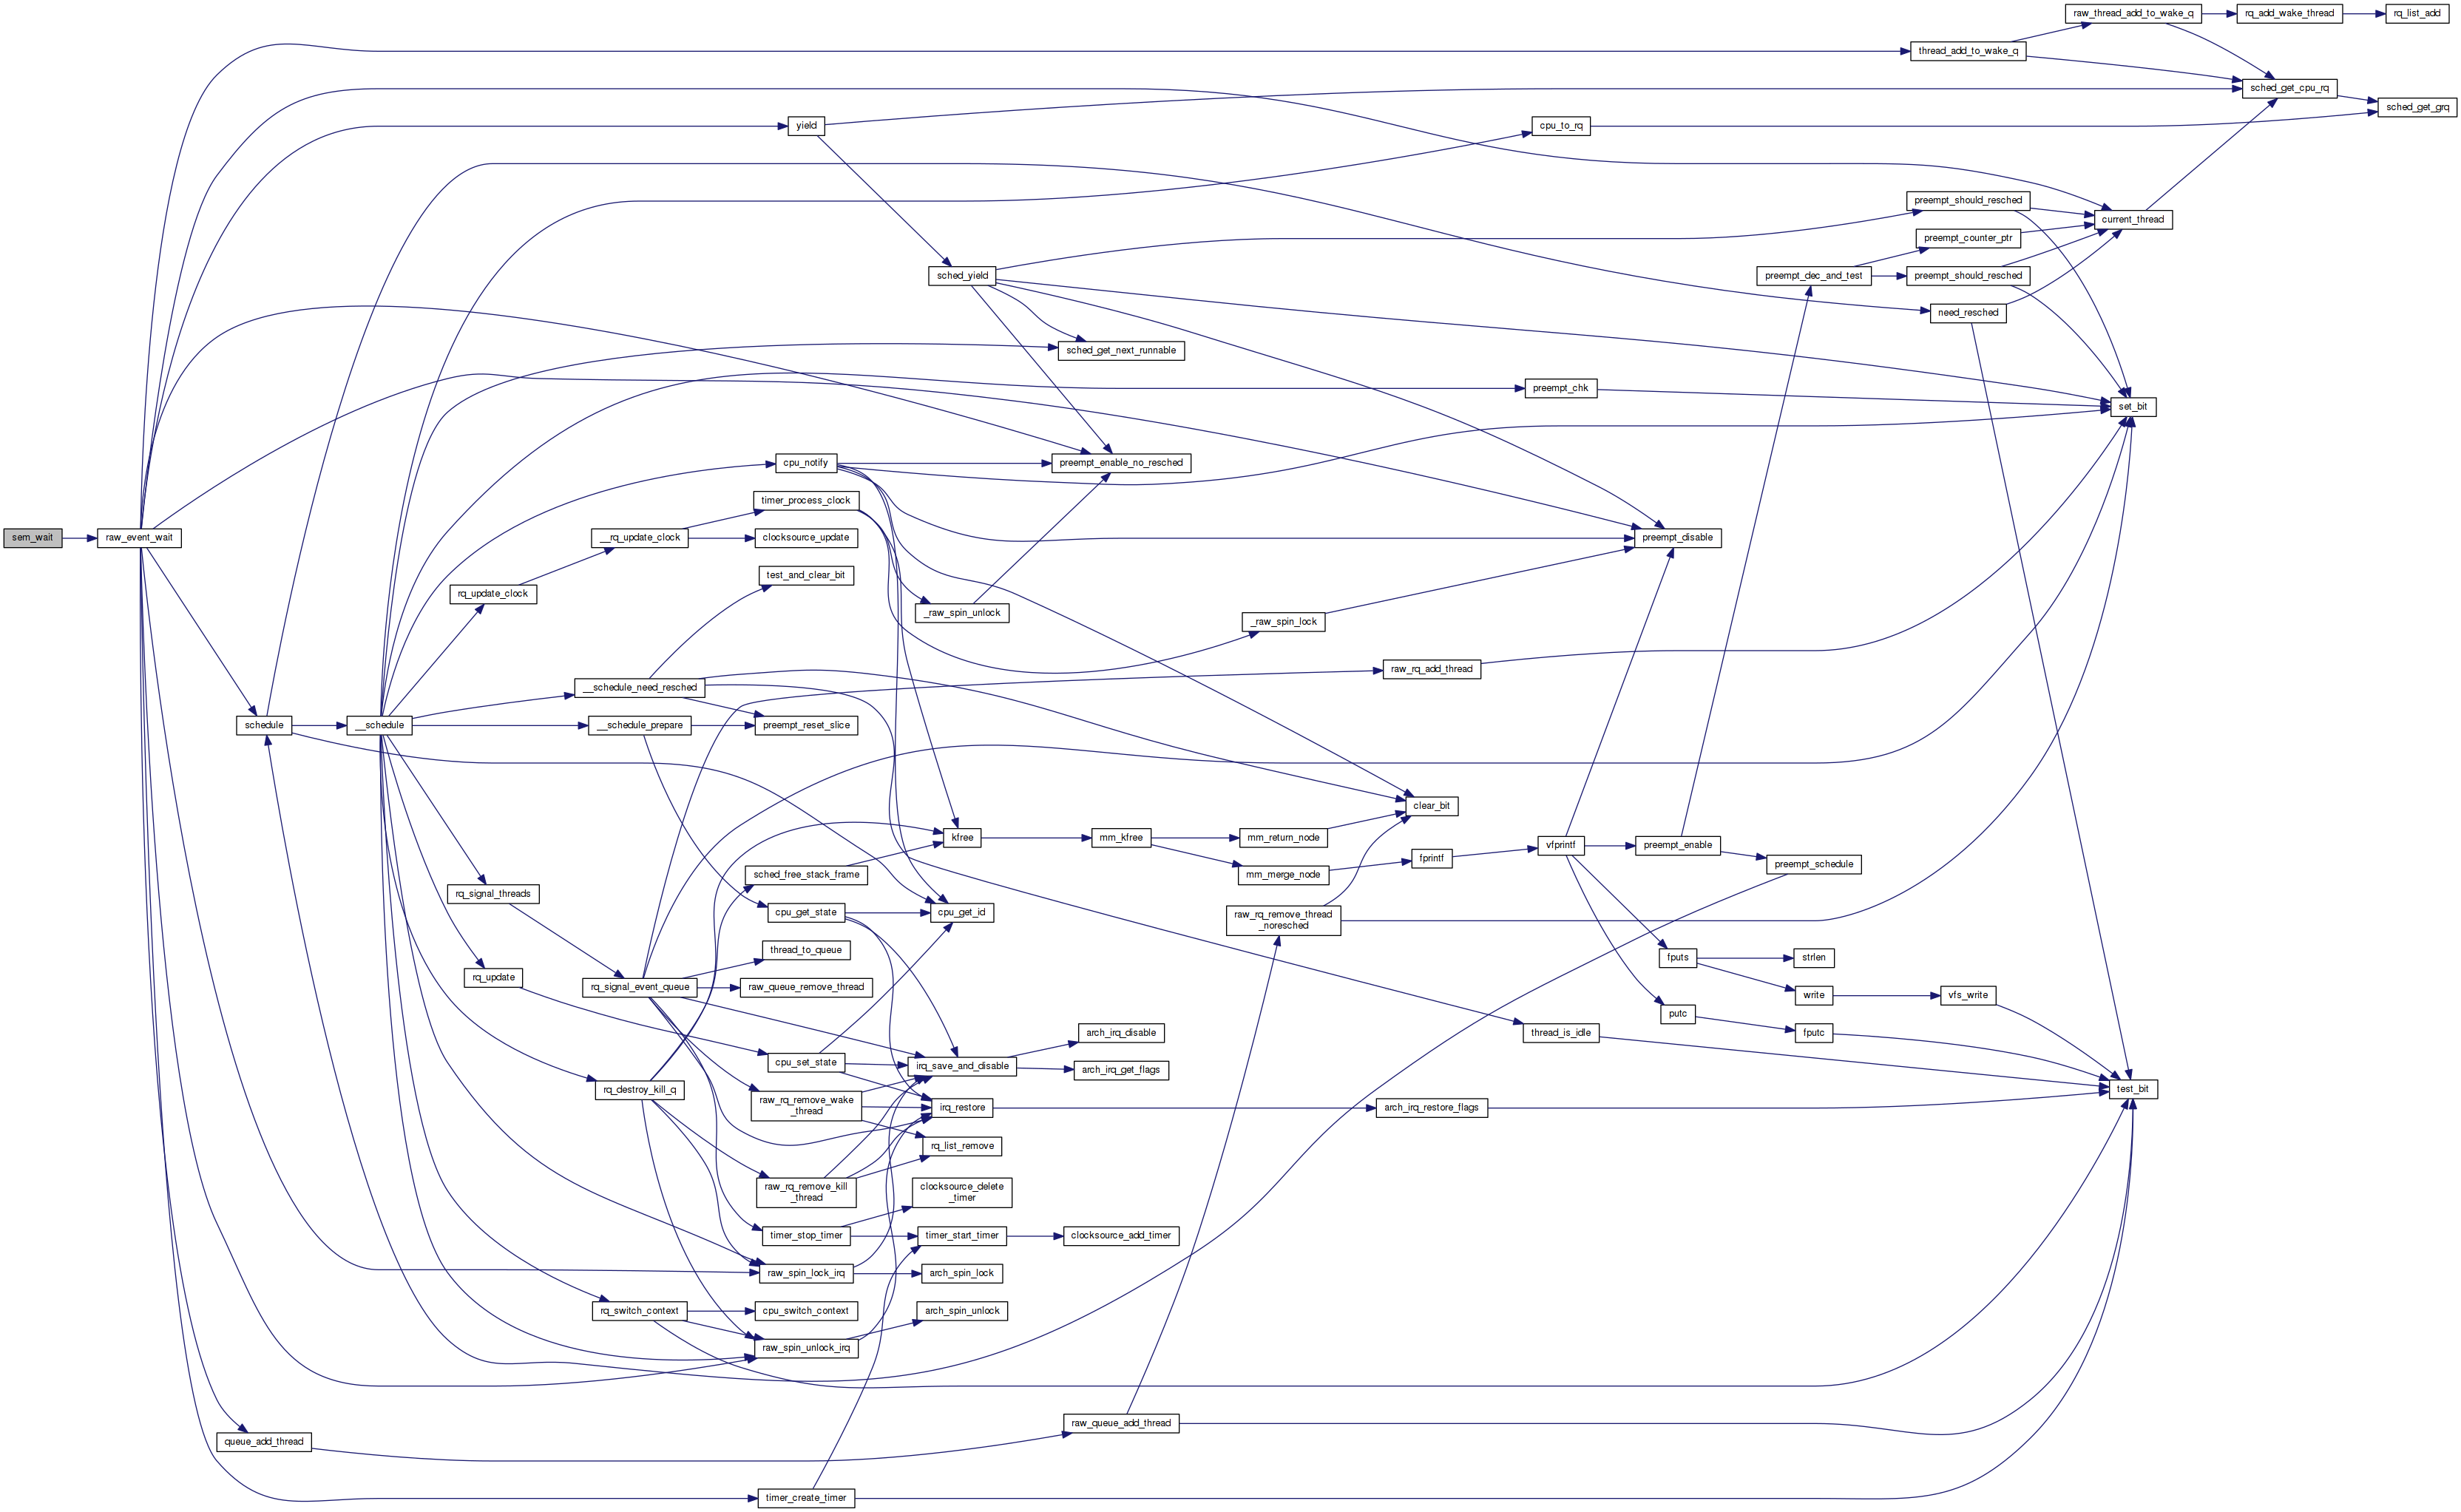 raw_thread_add_to_wake_q
rq_add_wake_thread
rq_list_add
thread_add_to_wake_q
sched_get_cpu_rq
sched_get_grq
yield
cpu_to_rq
preempt_should_resched
current_thread
preempt_counter_ptr
sched_yield
preempt_dec_and_test
preempt_should_resched
need_resched
sched_get_next_runnable
preempt_chk
set_bit
cpu_notify
preempt_enable_no_resched
timer_process_clock
sem_wait
raw_event_wait
__rq_update_clock
clocksource_update
preempt_disable
test_and_clear_bit
rq_update_clock
_raw_spin_unlock
_raw_spin_lock
raw_rq_add_thread
__schedule_need_resched
schedule
__schedule
__schedule_prepare
preempt_reset_slice
clear_bit
kfree
mm_kfree
mm_return_node
vfprintf
preempt_enable
fprintf
preempt_schedule
sched_free_stack_frame
mm_merge_node
rq_signal_threads
cpu_get_state
cpu_get_id
raw_rq_remove_thread
_noresched
thread_to_queue
fputs
strlen
rq_update
rq_signal_event_queue
raw_queue_remove_thread
write
vfs_write
putc
arch_irq_disable
thread_is_idle
fputc
cpu_set_state
irq_save_and_disable
arch_irq_get_flags
rq_destroy_kill_q
test_bit
raw_rq_remove_wake
_thread
irq_restore
arch_irq_restore_flags
rq_list_remove
raw_rq_remove_kill
_thread
clocksource_delete
_timer
timer_stop_timer
timer_start_timer
clocksource_add_timer
raw_spin_lock_irq
arch_spin_lock
rq_switch_context
cpu_switch_context
arch_spin_unlock
raw_spin_unlock_irq
raw_queue_add_thread
queue_add_thread
timer_create_timer